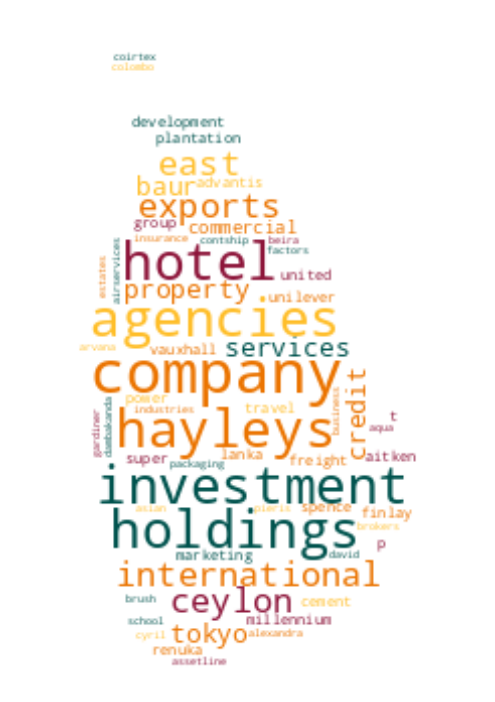 coirtex
colombo
development
plantation
east
baur advantis
exports
group commercial
insurance contship beira
factors
airservices
estates
hotel united
property unilever
agencies
arvana vauxhall services
company
credit
power
industries travel business
dambakanda
gardiner
hayleys t
aqua
super packaging lanka freight aitken
investment
asian pieris spence finlay
holdings brokers
marketing david p
international
brush ceylon cement
school millennium
cyril tokyo alexandra
renuka
assetline